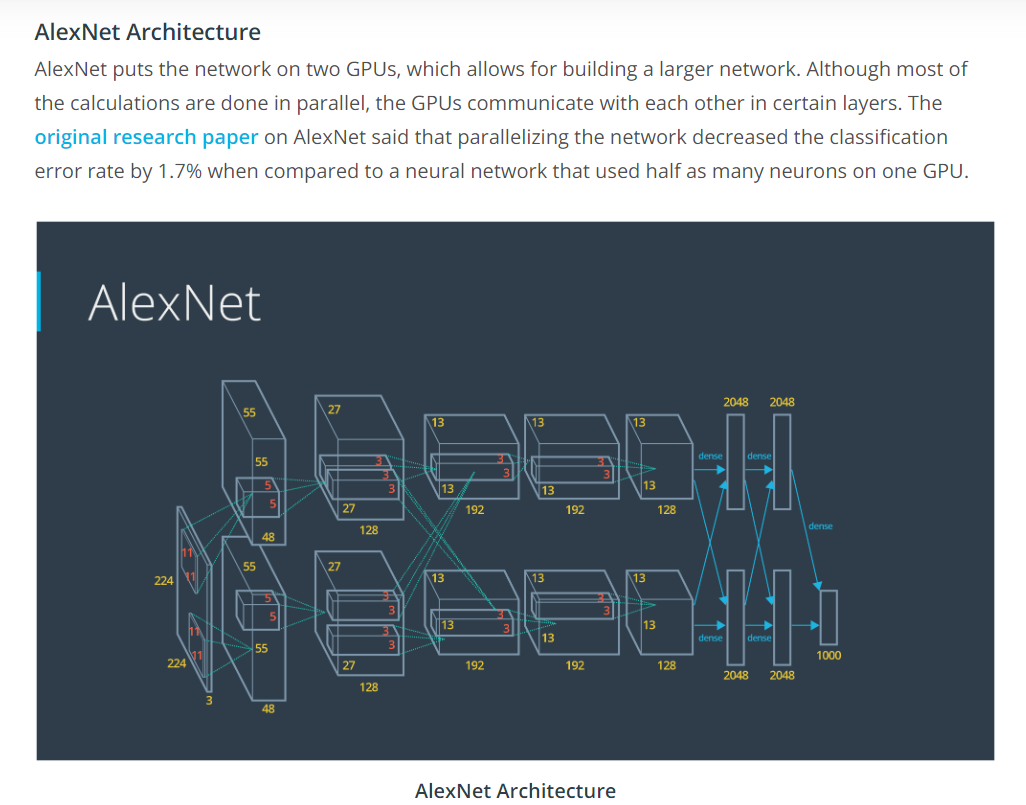 AlexNet Architecture
AlexNet puts the network on two GPUs, which allows for building a larger network. Although most of
the calculations are done in parallel, the GPUs communicate with each other in certain layers. The
original research paper on AlexNet said that parallelizing the network decreased the classification
error rate by 1.7% when compared to a neural network that used half as many neurons on one GPU.
AlexNet
2048 2048
55 27 13 13 13
dense dense
55 3 3 3
5 3 3 3
5 3 13 13 13
27 192 192 128
48 128
dense
11
224 11
55 27 13 13 13
5 3 3 3
5 3 3 3
11 13 13 13
3 dense dense
55 3
11
224 27 192 192 128 1000
2048 2048
128
3 48
AlexNet Architecture